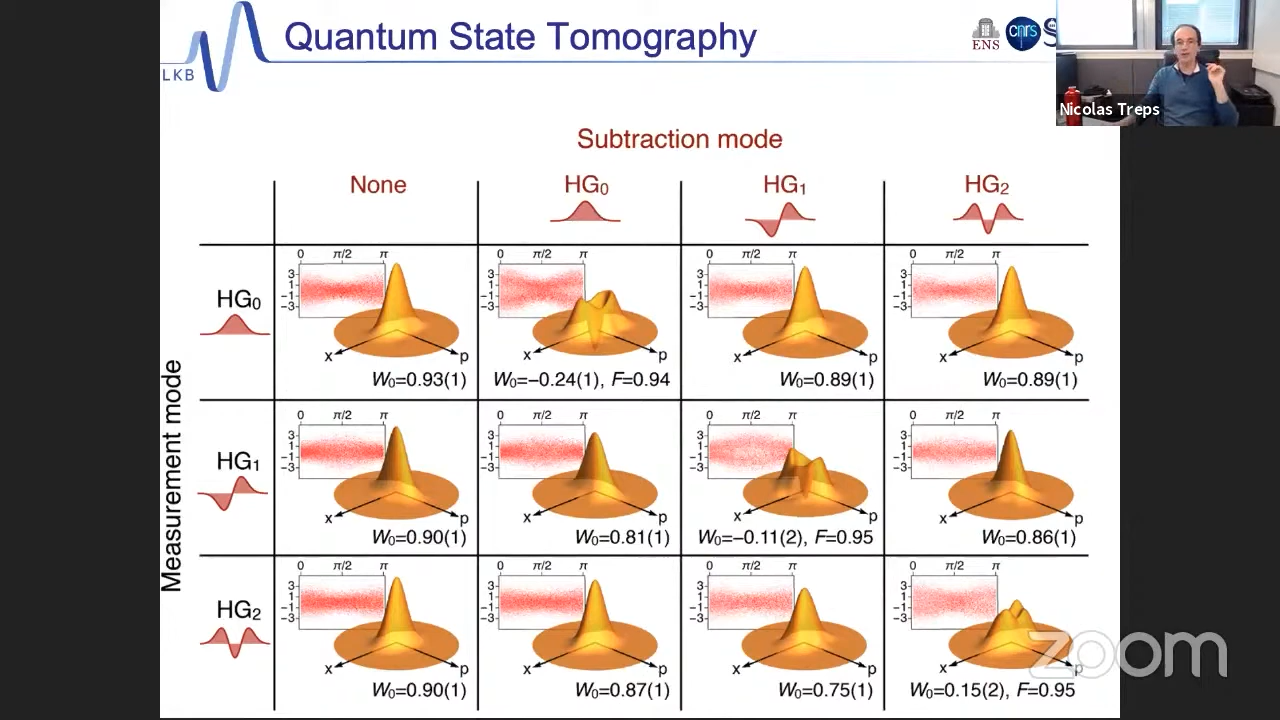 LKB
Quantum State Tomography
ENS
cnrs
S
Nicolas Treps
Subtraction mode
None
HG₀
HG₁
HG₂
Measurement mode
HG₀
0 π/2 π
3
1
−1
−3
x
p
W₀=0.93(1)
0 π/2 π
3
1
−1
−3
x
p
W₀=−0.24(1), F=0.94
0 π/2 π
3
1
−1
−3
x
p
W₀=0.89(1)
0 π/2 π
3
1
−1
−3
x
p
W₀=0.89(1)
HG₁
0 π/2 π
3
1
−1
−3
x
p
W₀=0.90(1)
0 π/2 π
3
1
−1
−3
x
p
W₀=0.81(1)
0 π/2 π
3
1
−1
−3
x
p
W₀=−0.11(2), F=0.95
0 π/2 π
3
1
−1
−3
x
p
W₀=0.86(1)
HG₂
0 π/2 π
3
1
−1
−3
x
p
W₀=0.90(1)
0 π/2 π
3
1
−1
−3
x
p
W₀=0.87(1)
0 π/2 π
3
1
−1
−3
x
p
W₀=0.75(1)
0 π/2 π
3
1
−1
−3
x
p
W₀=0.15(2), F=0.95
zoom